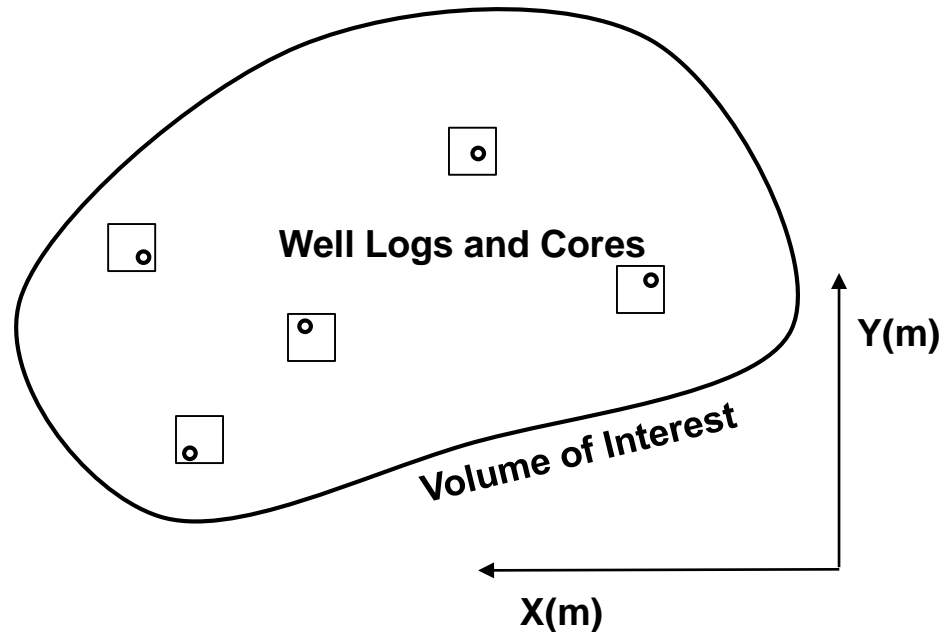 Well Logs and Cores
Y(m)
Volume of Interest
X(m)